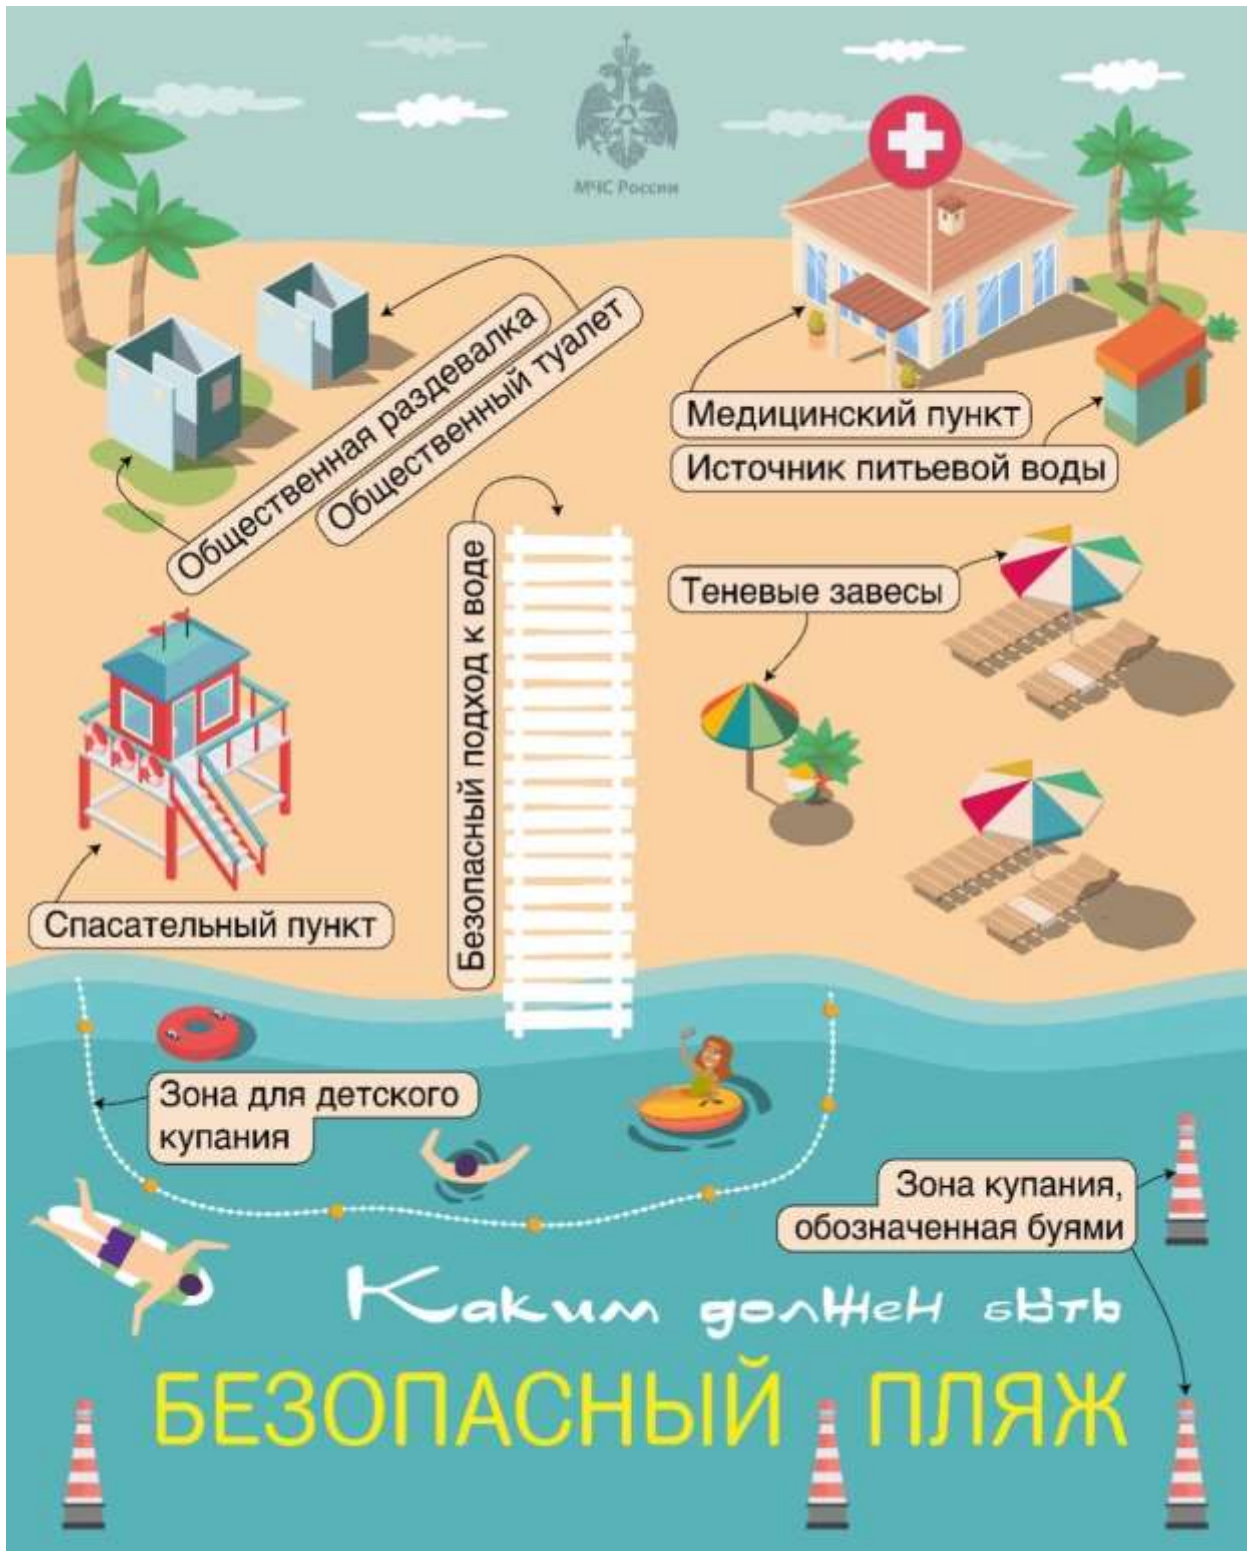 МЧС России
Общественная раздевалка
Общественный туалет
Медицинский пункт
Источник питьевой воды
Безопасный подход к воде
Теневые завесы
Спасательный пункт
Зона для детского
купания
Зона купания,
обозначенная буями
Каким должен быть
БЕЗОПАСНЫЙ ПЛЯЖ